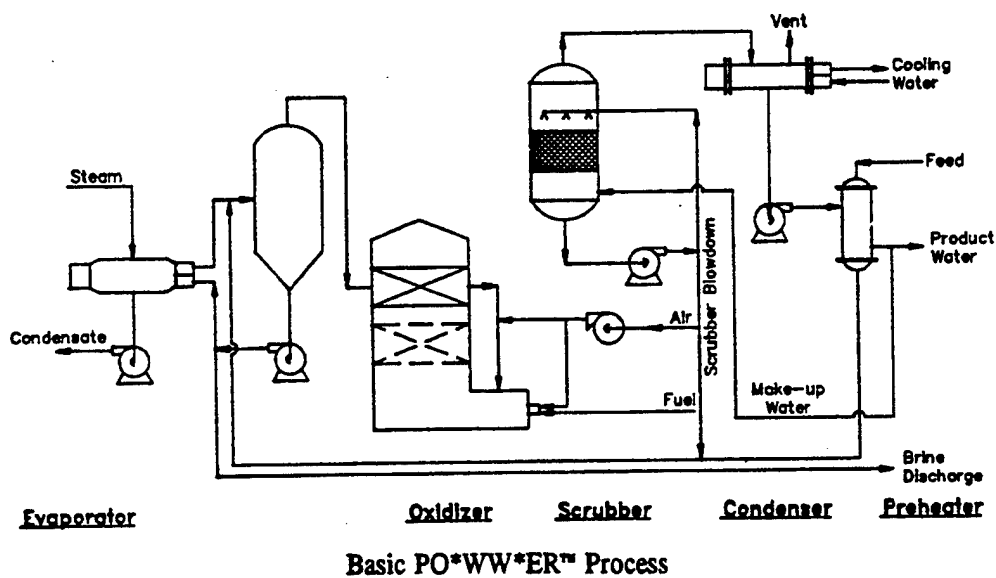 Vent
Cooling
Water
Steam
Feed
Product
Water
Scrubber Blowdown
Air
Condensate
Make-up
Water
Fuel
Brine
Discharge
Evaporator
Oxidizer
Scrubber
Condenser
Preheater
Basic PO*WW*ER™ Process